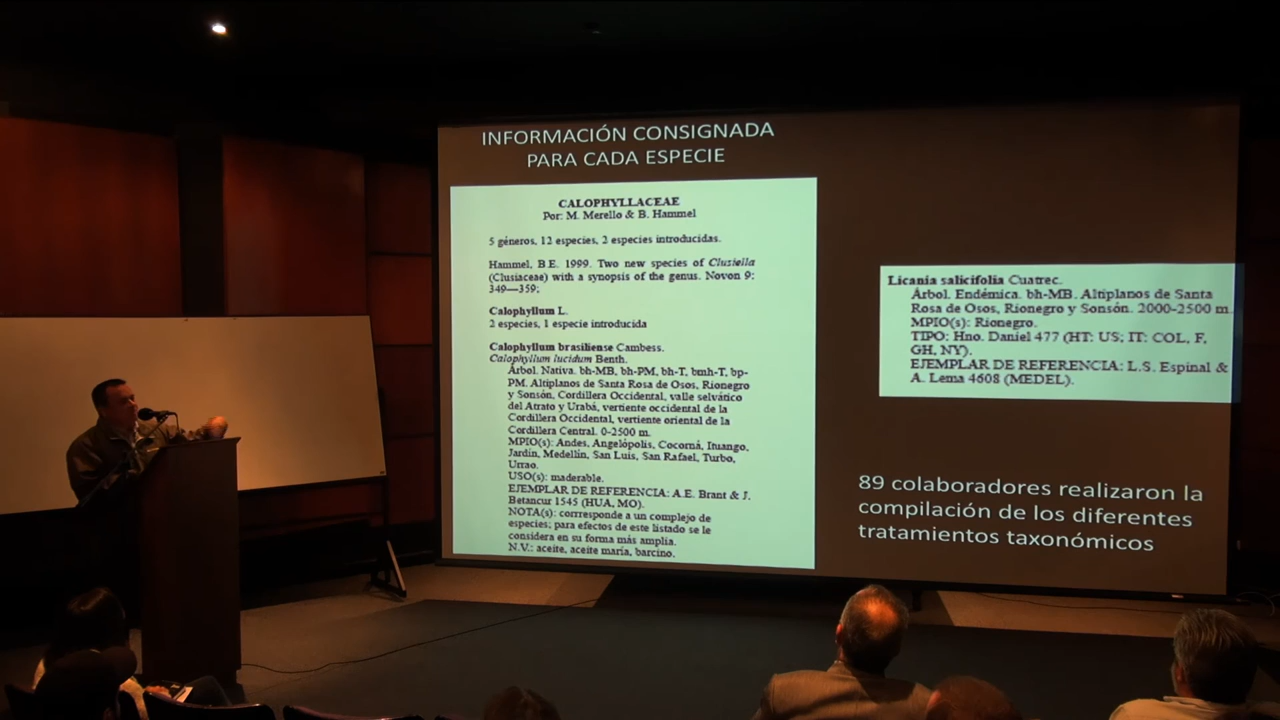 INFORMACIÓN CONSIGNADA
PARA CADA ESPECIE
CALOPHYLLACEAE
Por: M. Merello & B. Hammel
5 géneros, 12 especies, 2 especies introducidas.
Hammel, B.E. 1999. Two new species of Clusiella
(Clusiaceae) with a synopsis of the genus. Novon 9:
349—359;
Calophyllum L.
2 especies, 1 especie introducida
Calophyllum brasiliense Cambess.
Calophyllum lucidum Benth.
Árbol. Nativa. bh-MB, bh-PM, bh-T, bmh-T, bp-
PM. Altiplanos de Santa Rosa de Osos, Rionegro
y Sonsón, Cordillera Occidental, valle selvático
del Atrato y Urabá, vertiente occidental de la
Cordillera Occidental, vertiente oriental de la
Cordillera Central. 0-2500 m.
MPIO(s): Andes, Angelópolis, Cocorná, Ituango,
Jardín, Medellín, San Luis, San Rafael, Turbo,
Urrao.
USO(s): maderable.
EJEMPLAR DE REFERENCIA: A.E. Brant & J.
Betancur 1545 (HUA, MO).
NOTA(s): corrresponde a un complejo de
especies; para efectos de este listado se le
considera en su forma más amplia.
N.V.: aceite, aceite maría, barcino.
Licania salicifolia Cuatrec.
Árbol. Endémica. bh-MB. Altiplanos de Santa
Rosa de Osos, Rionegro y Sonsón. 2000-2500 m.
MPIO(s): Rionegro.
TIPO: Hno. Daniel 477 (HT: US; IT: COL, F,
GH, NY).
EJEMPLAR DE REFERENCIA: L.S. Espinal &
A. Lema 4608 (MEDEL).
89 colaboradores realizaron la
compilación de los diferentes
tratamientos taxonómicos